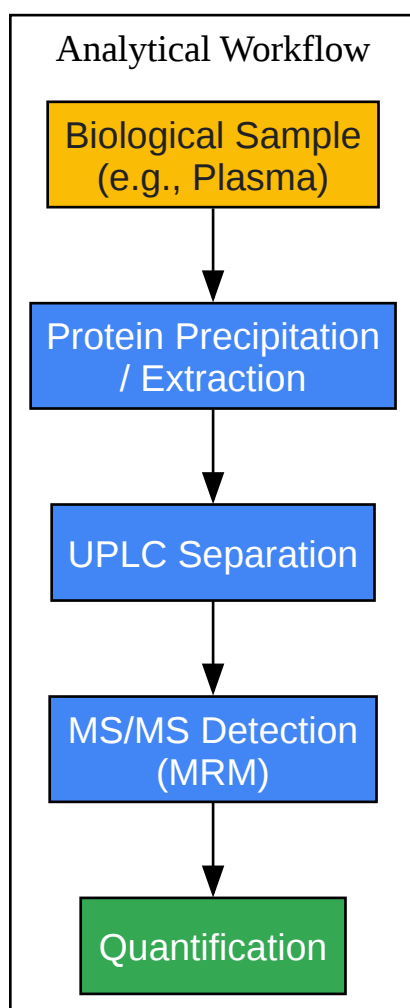 Analytical Workflow
Biological Sample
(e.g., Plasma)
Protein Precipitation
/ Extraction
UPLC Separation
MS/MS Detection
(MRM)
Quantification